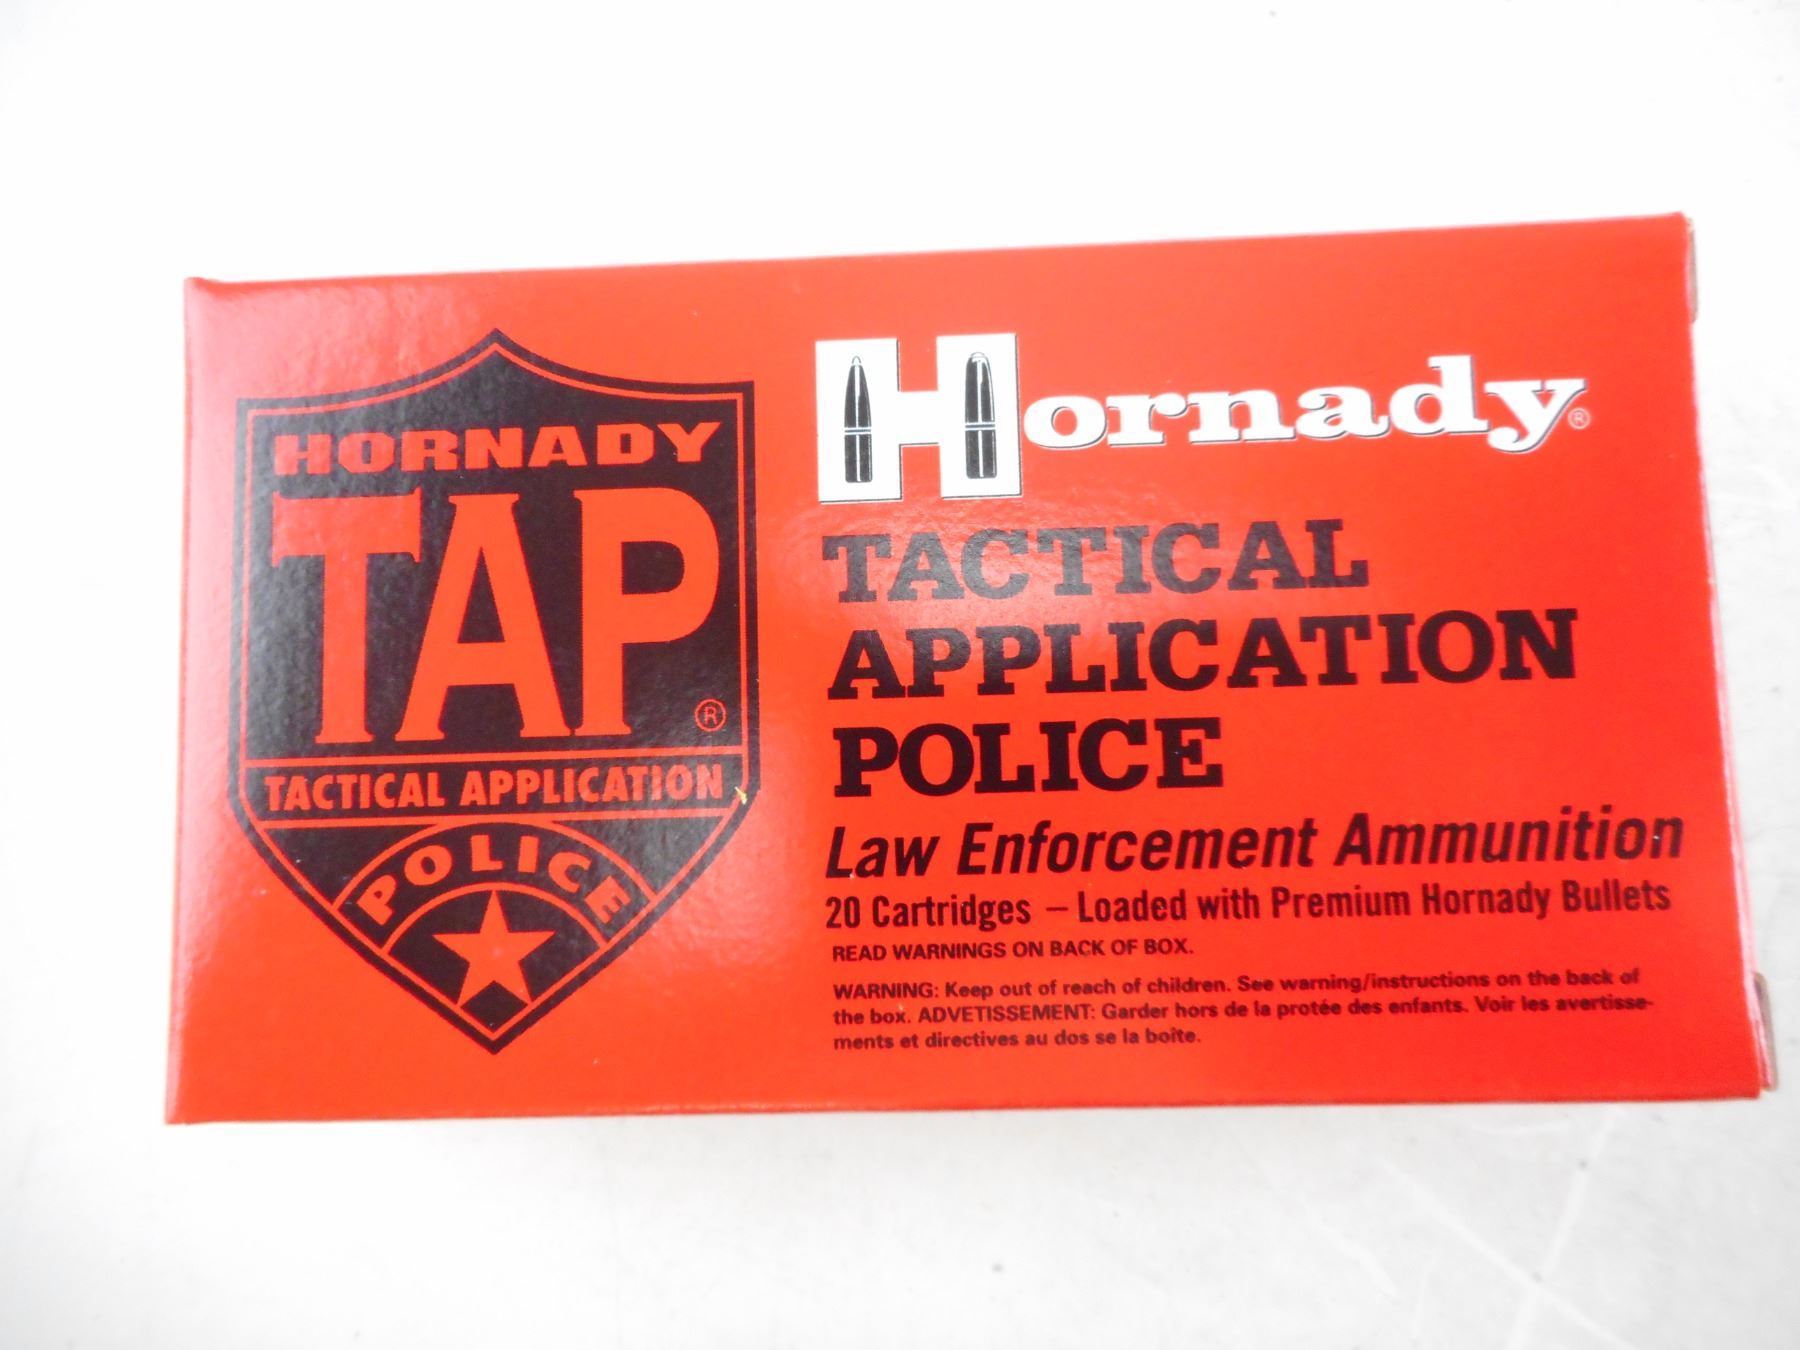 HORNADY
TAP®
TACTICAL APPLICATION
POLICE
Hornady®
TACTICAL
APPLICATION
POLICE
Law Enforcement Ammunition
20 Cartridges – Loaded with Premium Hornady Bullets
READ WARNINGS ON BACK OF BOX.
WARNING: Keep out of reach of children. See warning/instructions on the back of
the box. ADVETISSEMENT: Garder hors de la protée des enfants. Voir les avertisse-
ments et directives au dos se la boîte.